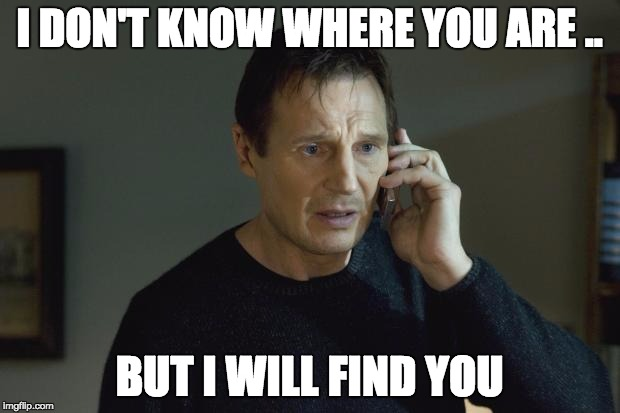 I DON'T KNOW WHERE YOU ARE ..
BUT I WILL FIND YOU
imgflip.com